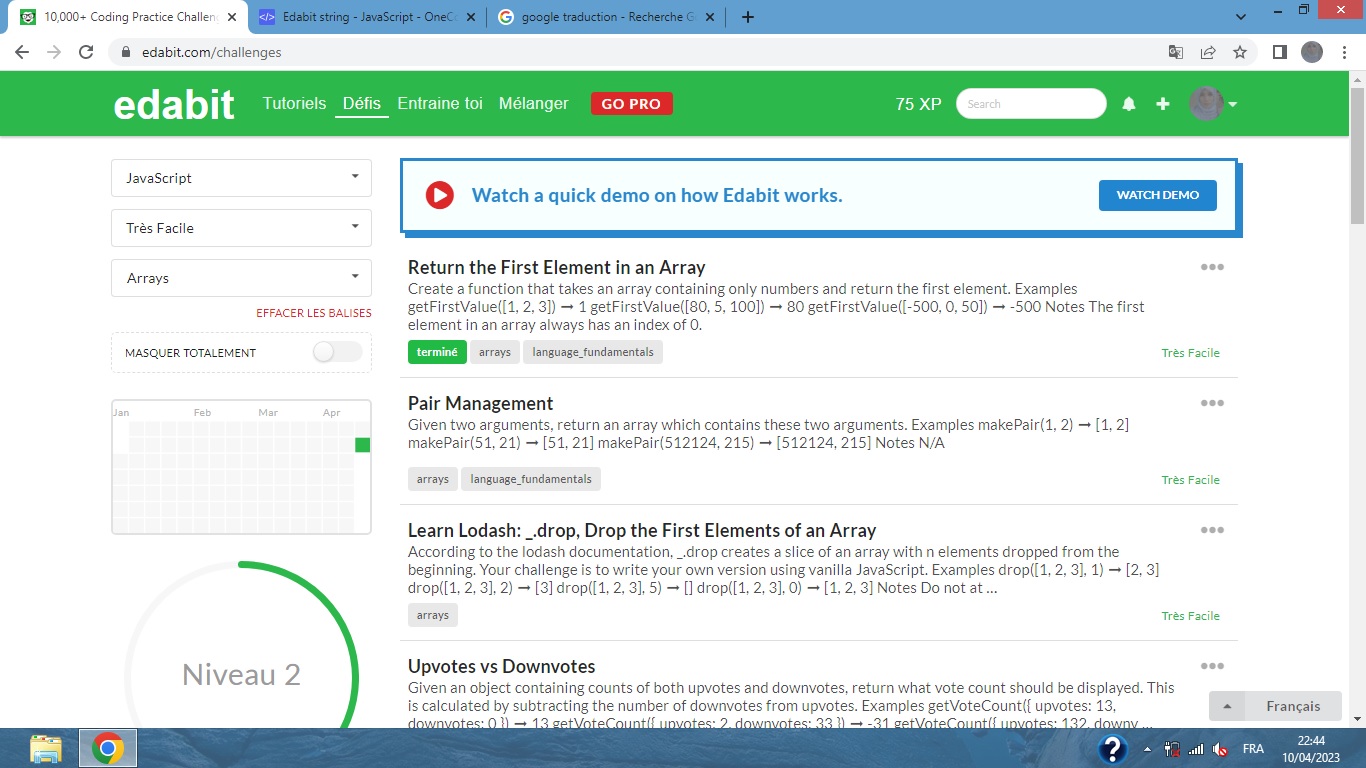 10,000+ Coding Practice Challen
Edabit string - JavaScript - OneCo
google traduction - Recherche G
edabit.com/challenges
edabit
Tutoriels
Défis
Entraine toi
Mélanger
GO PRO
75 XP
Search
JavaScript
Très Facile
Arrays
EFFACER LES BALISES
MASQUER TOTALEMENT
Jan Feb Mar Apr
Niveau 2
Watch a quick demo on how Edabit works.
WATCH DEMO
Return the First Element in an Array
Create a function that takes an array containing only numbers and return the first element. Examples
getFirstValue([1, 2, 3]) ➞ 1 getFirstValue([80, 5, 100]) ➞ 80 getFirstValue([-500, 0, 50]) ➞ -500 Notes The first
element in an array always has an index of 0.
terminé arrays language_fundamentals
Très Facile
Pair Management
Given two arguments, return an array which contains these two arguments. Examples makePair(1, 2) ➞ [1, 2]
makePair(51, 21) ➞ [51, 21] makePair(512124, 215) ➞ [512124, 215] Notes N/A
arrays language_fundamentals
Très Facile
Learn Lodash: _.drop, Drop the First Elements of an Array
According to the lodash documentation, _.drop creates a slice of an array with n elements dropped from the
beginning. Your challenge is to write your own version using vanilla JavaScript. Examples drop([1, 2, 3], 1) ➞ [2, 3]
drop([1, 2, 3], 2) ➞ [3] drop([1, 2, 3], 5) ➞ [] drop([1, 2, 3], 0) ➞ [1, 2, 3] Notes Do not at ...
arrays
Très Facile
Upvotes vs Downvotes
Given an object containing counts of both upvotes and downvotes, return what vote count should be displayed. This
is calculated by subtracting the number of downvotes from upvotes. Examples getVoteCount({ upvotes: 13,
downvotes: 0 }) ➞ 13 getVoteCount({ upvotes: 2, downvotes: 33 }) ➞ -31 getVoteCount({ upvotes: 132, downv ...
Français
FRA
22:44
10/04/2023